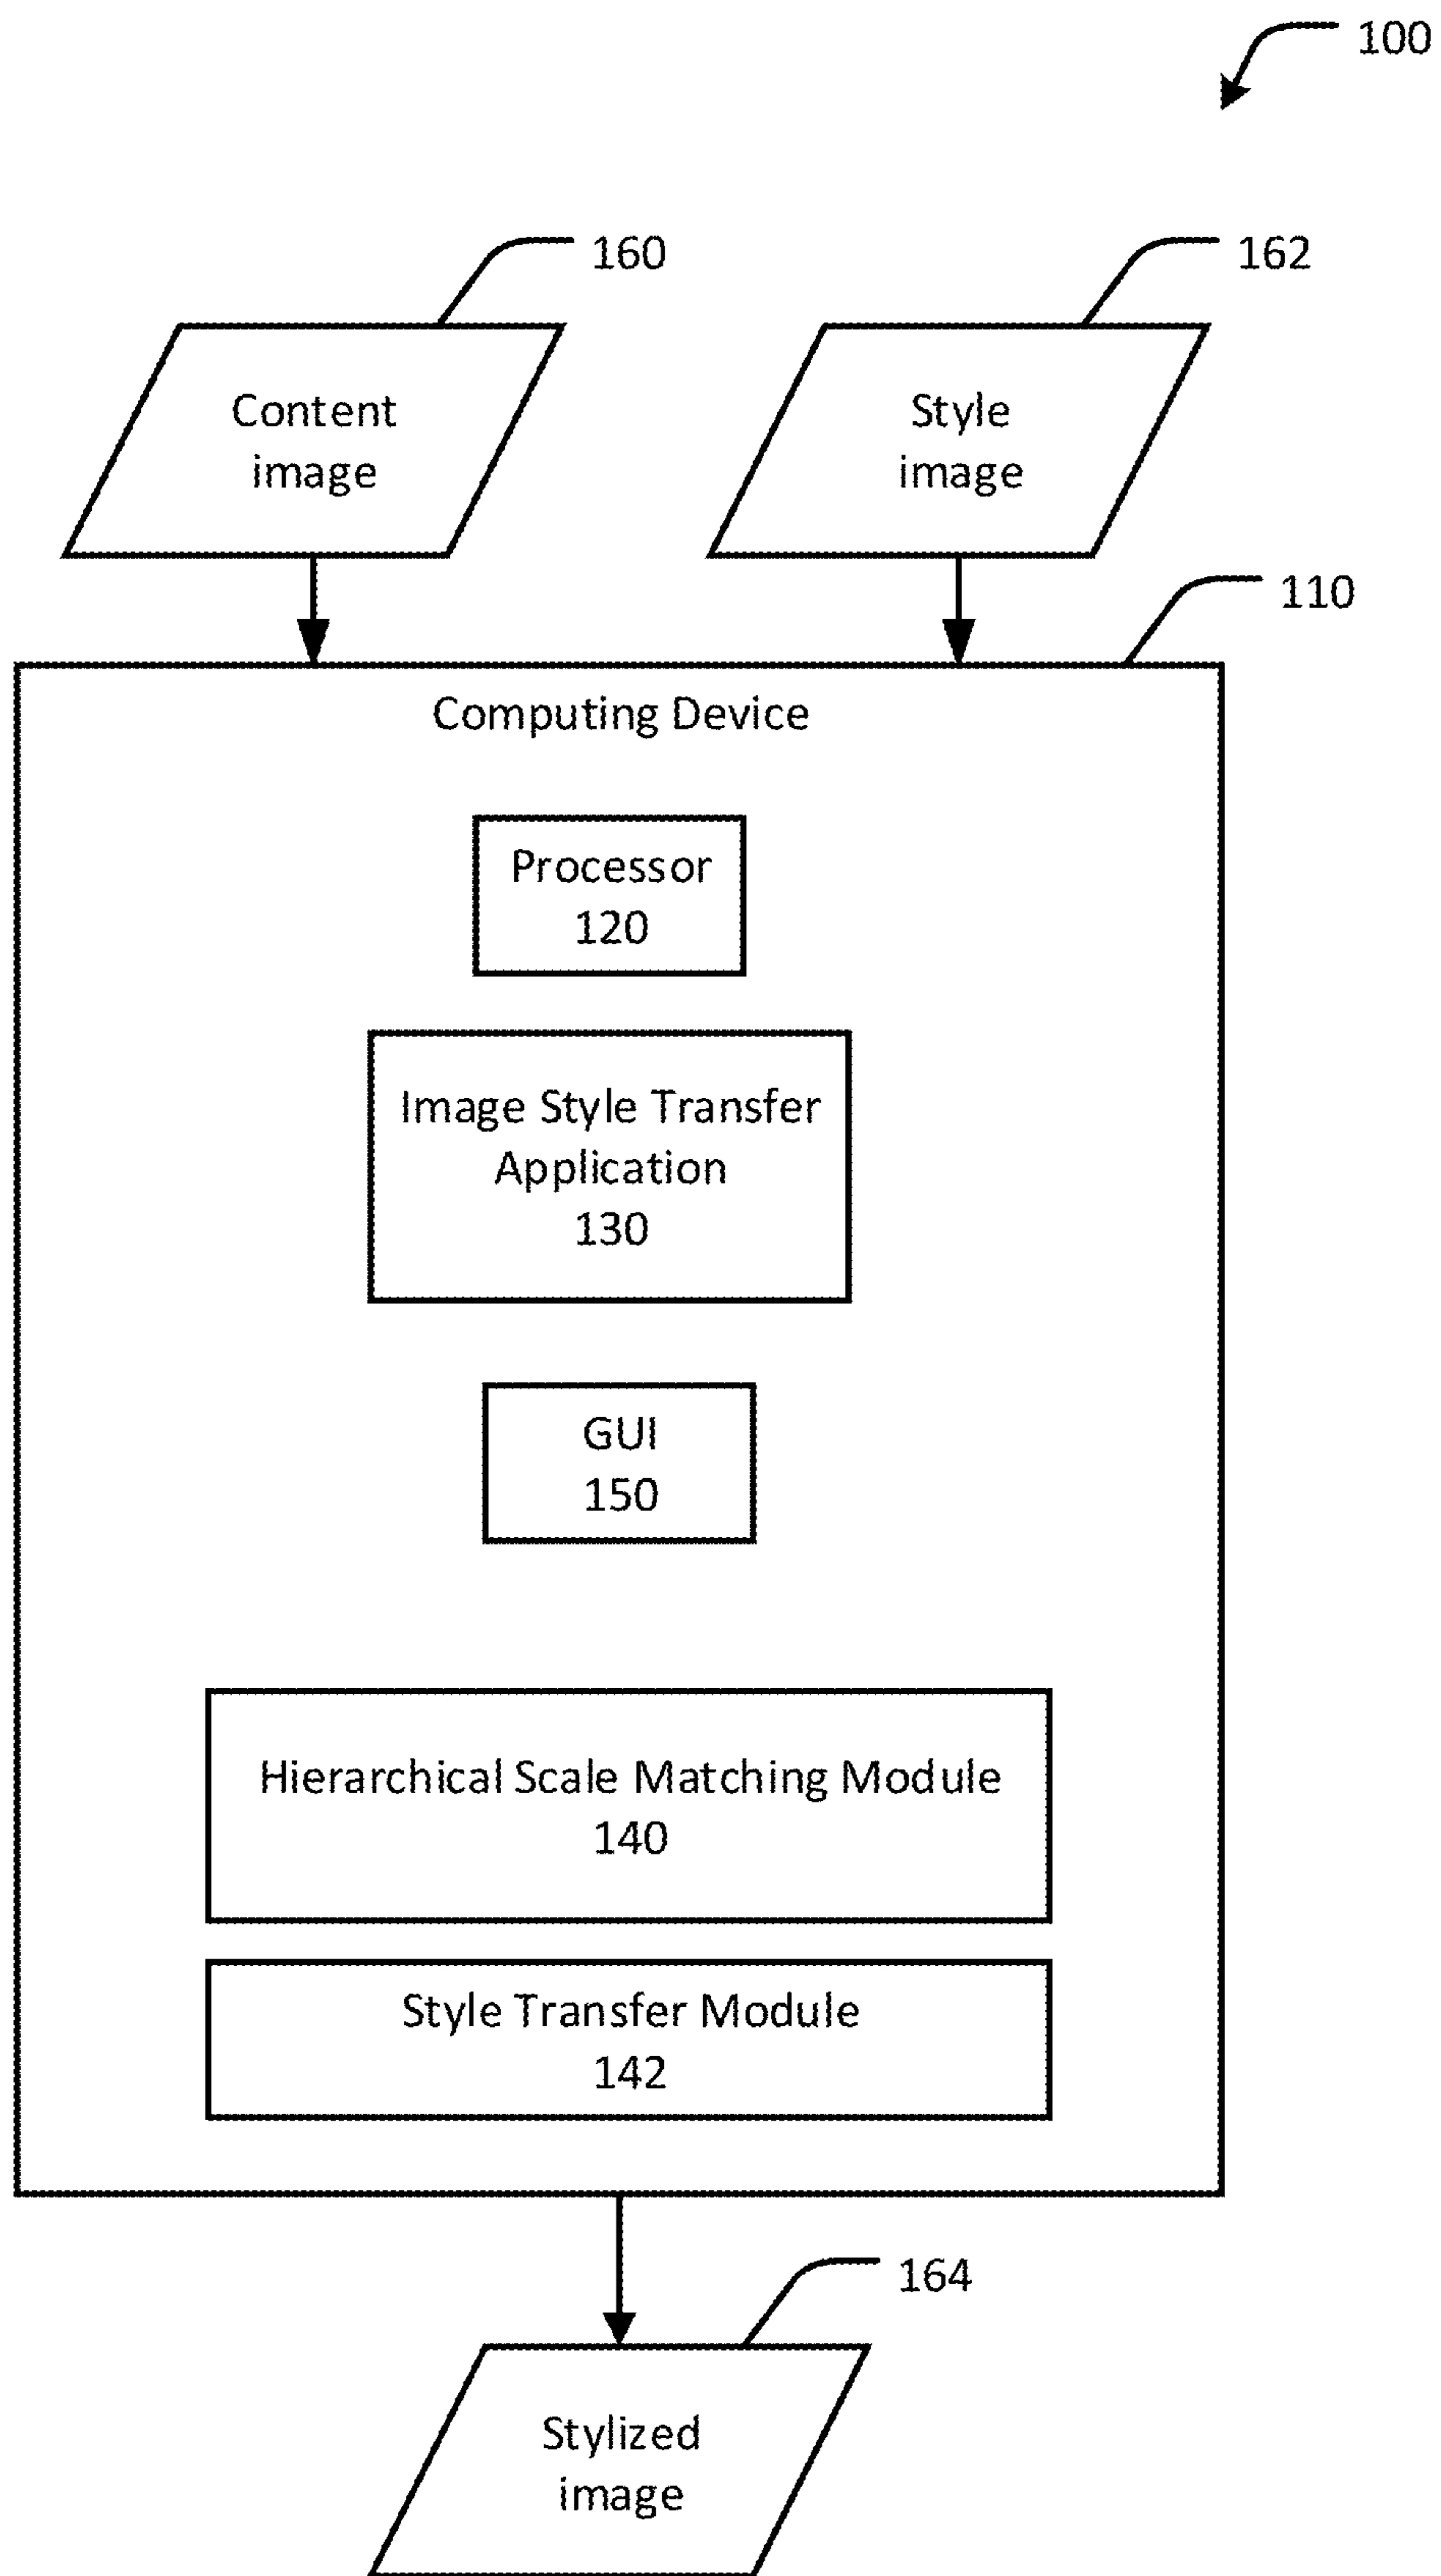 100
160
162
Content
image
Style
image
110
Computing Device
Processor
120
Image Style Transfer
Application
130
GUI
150
Hierarchical Scale Matching Module
140
Style Transfer Module
142
164
Stylized
image